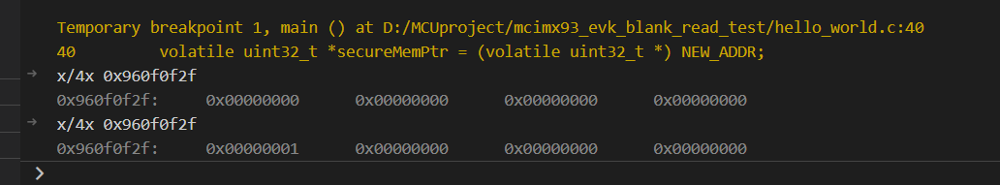 Temporary breakpoint 1, main () at D:/MCUproject/mcimx93_evk_blank_read_test/hello_world.c:40
40 volatile uint32_t *secureMemPtr = (volatile uint32_t *) NEW_ADDR;
→ x/4x 0x960f0f2f
0x960f0f2f: 0x00000000 0x00000000 0x00000000 0x00000000
→ x/4x 0x960f0f2f
0x960f0f2f: 0x00000001 0x00000000 0x00000000 0x00000000